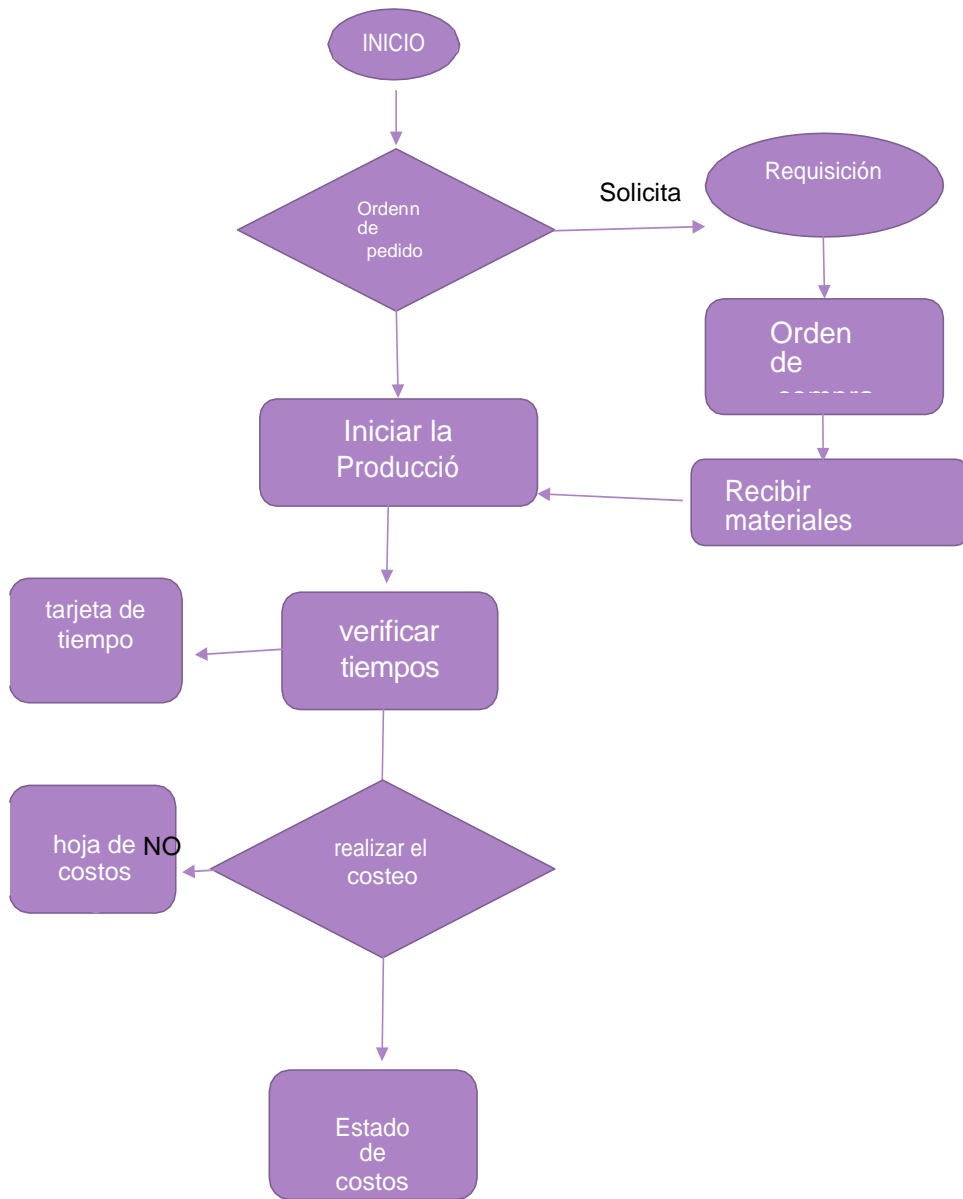 INICIO
Requisición
Solicita
Ordenn
de
pedido
Orden
de
Iniciar la
Producció
Recibir
materiales
tarjeta de
tiempo
verificar
tiempos
hoja de
costos
NO
realizar el
costeo
Estado
de
costos